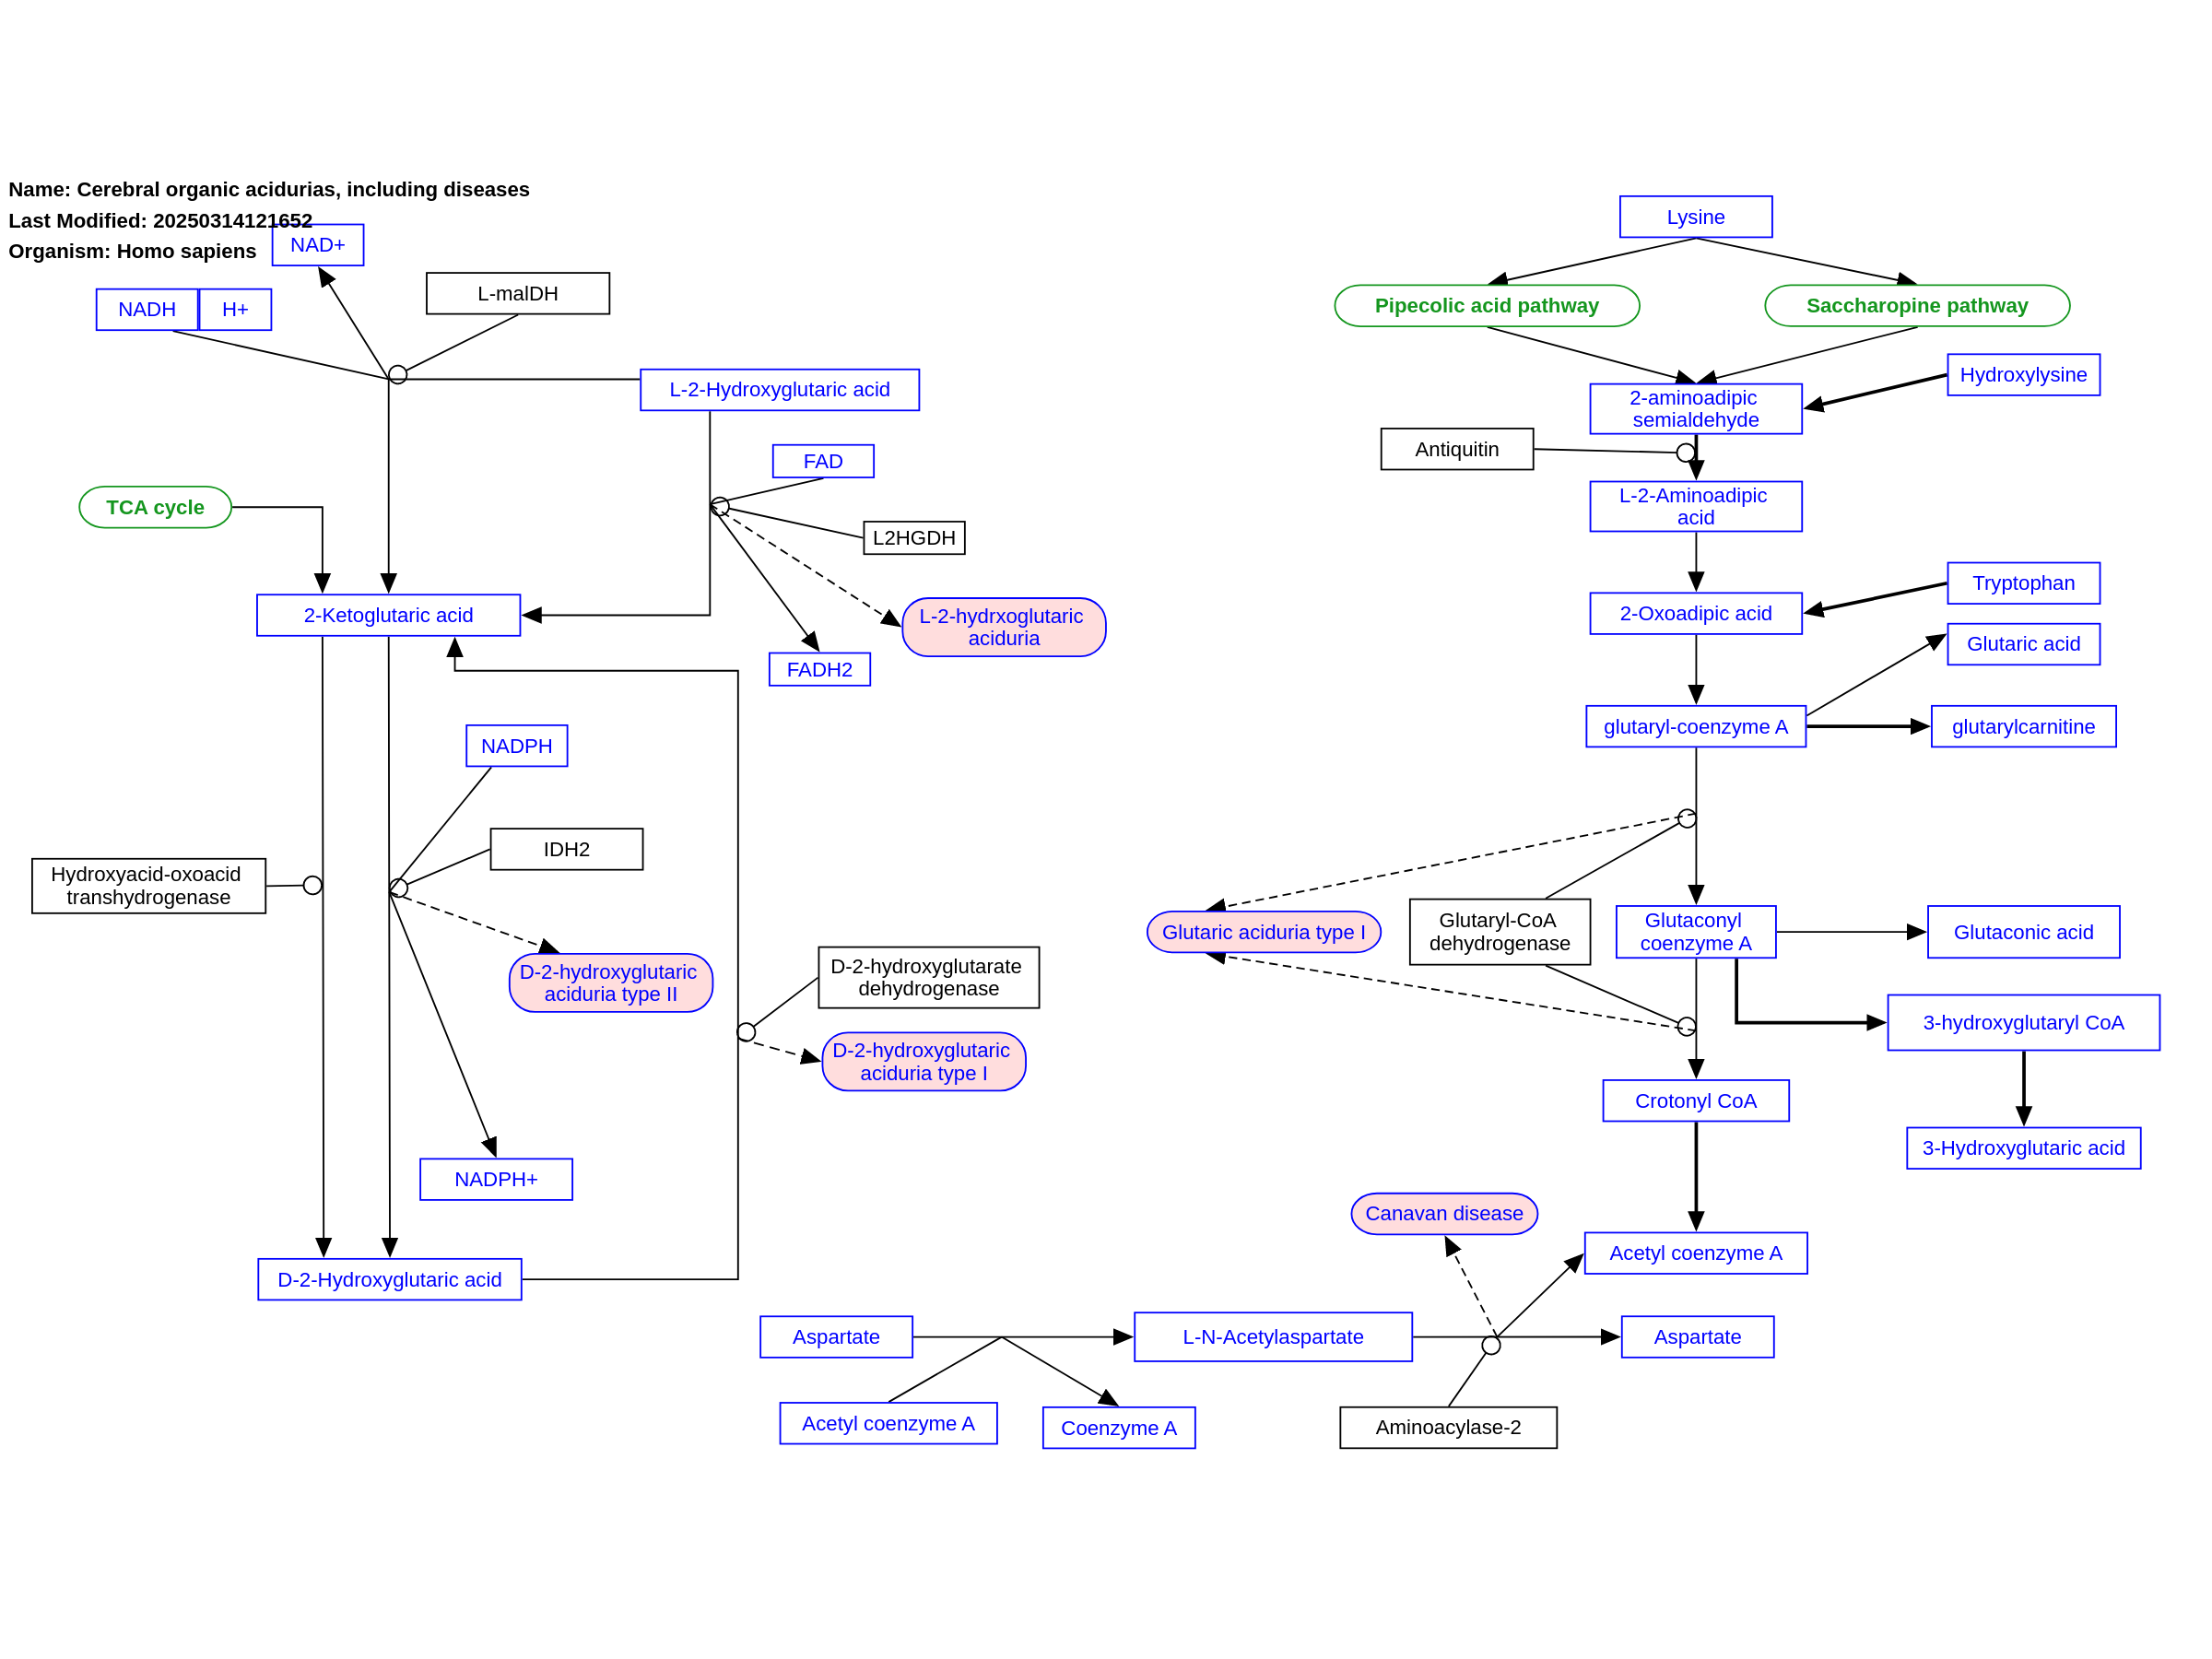 Name: Cerebral organic acidurias, including diseases
Last Modified: 20250314121652
Organism: Homo sapiens
NAD+
NADH
H+
L-malDH
L-2-Hydroxyglutaric acid
FAD
TCA cycle
L2HGDH
2-Ketoglutaric acid
L-2-hydrxoglutaric
aciduria
FADH2
NADPH
IDH2
Hydroxyacid-oxoacid
transhydrogenase
D-2-hydroxyglutaric
aciduria type II
D-2-hydroxyglutarate
dehydrogenase
D-2-hydroxyglutaric
aciduria type I
NADPH+
D-2-Hydroxyglutaric acid
Lysine
Pipecolic acid pathway
Saccharopine pathway
Hydroxylysine
2-aminoadipic
semialdehyde
Antiquitin
L-2-Aminoadipic
acid
Tryptophan
2-Oxoadipic acid
Glutaric acid
glutaryl-coenzyme A
glutarylcarnitine
Glutaric aciduria type I
Glutaryl-CoA
dehydrogenase
Glutaconyl
coenzyme A
Glutaconic acid
3-hydroxyglutaryl CoA
Crotonyl CoA
3-Hydroxyglutaric acid
Canavan disease
Acetyl coenzyme A
Aspartate
L-N-Acetylaspartate
Aspartate
Acetyl coenzyme A
Coenzyme A
Aminoacylase-2